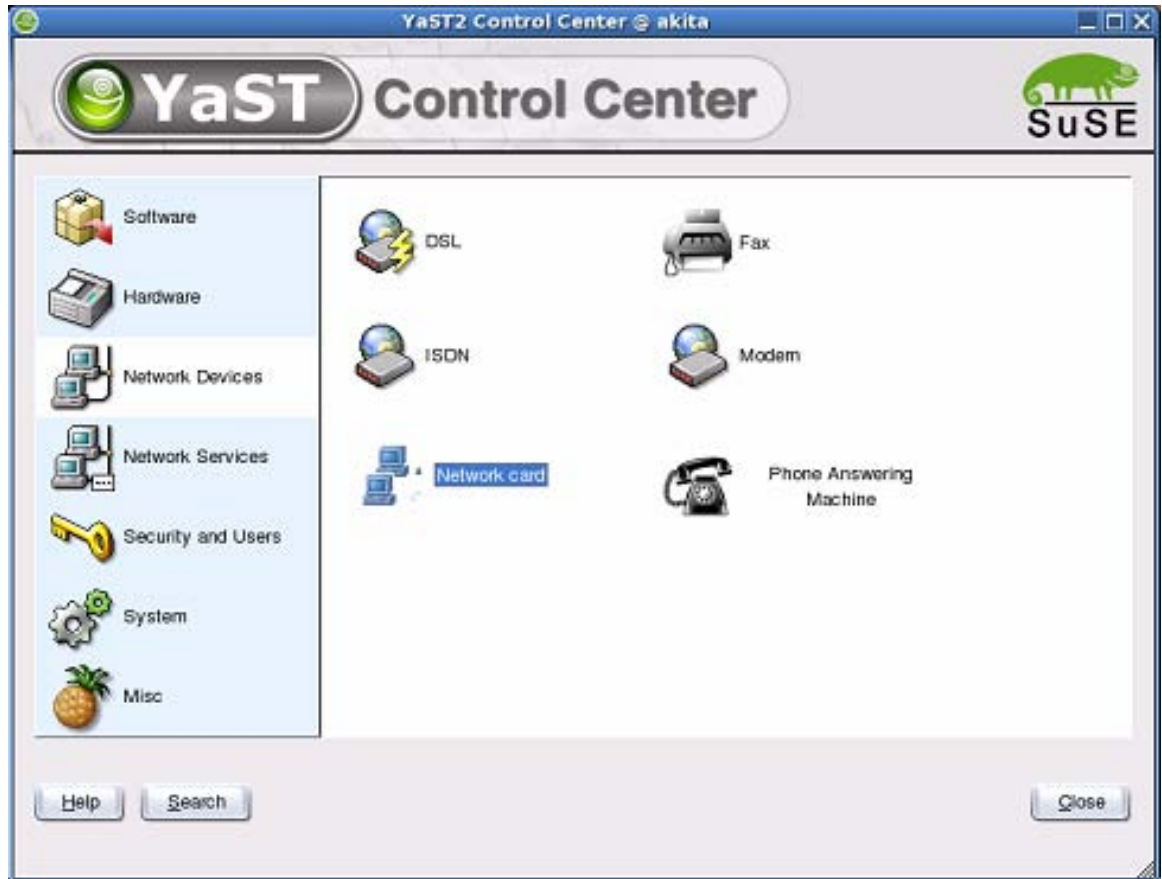 YaST2 Control Center @ akita
YaST Control Center
SuSE
Software
Hardware
Network Devices
Network Services
Security and Users
System
Misc
DSL
Fax
ISDN
Modem
Network card
Phone Answering
Machine
Help
Search
Close